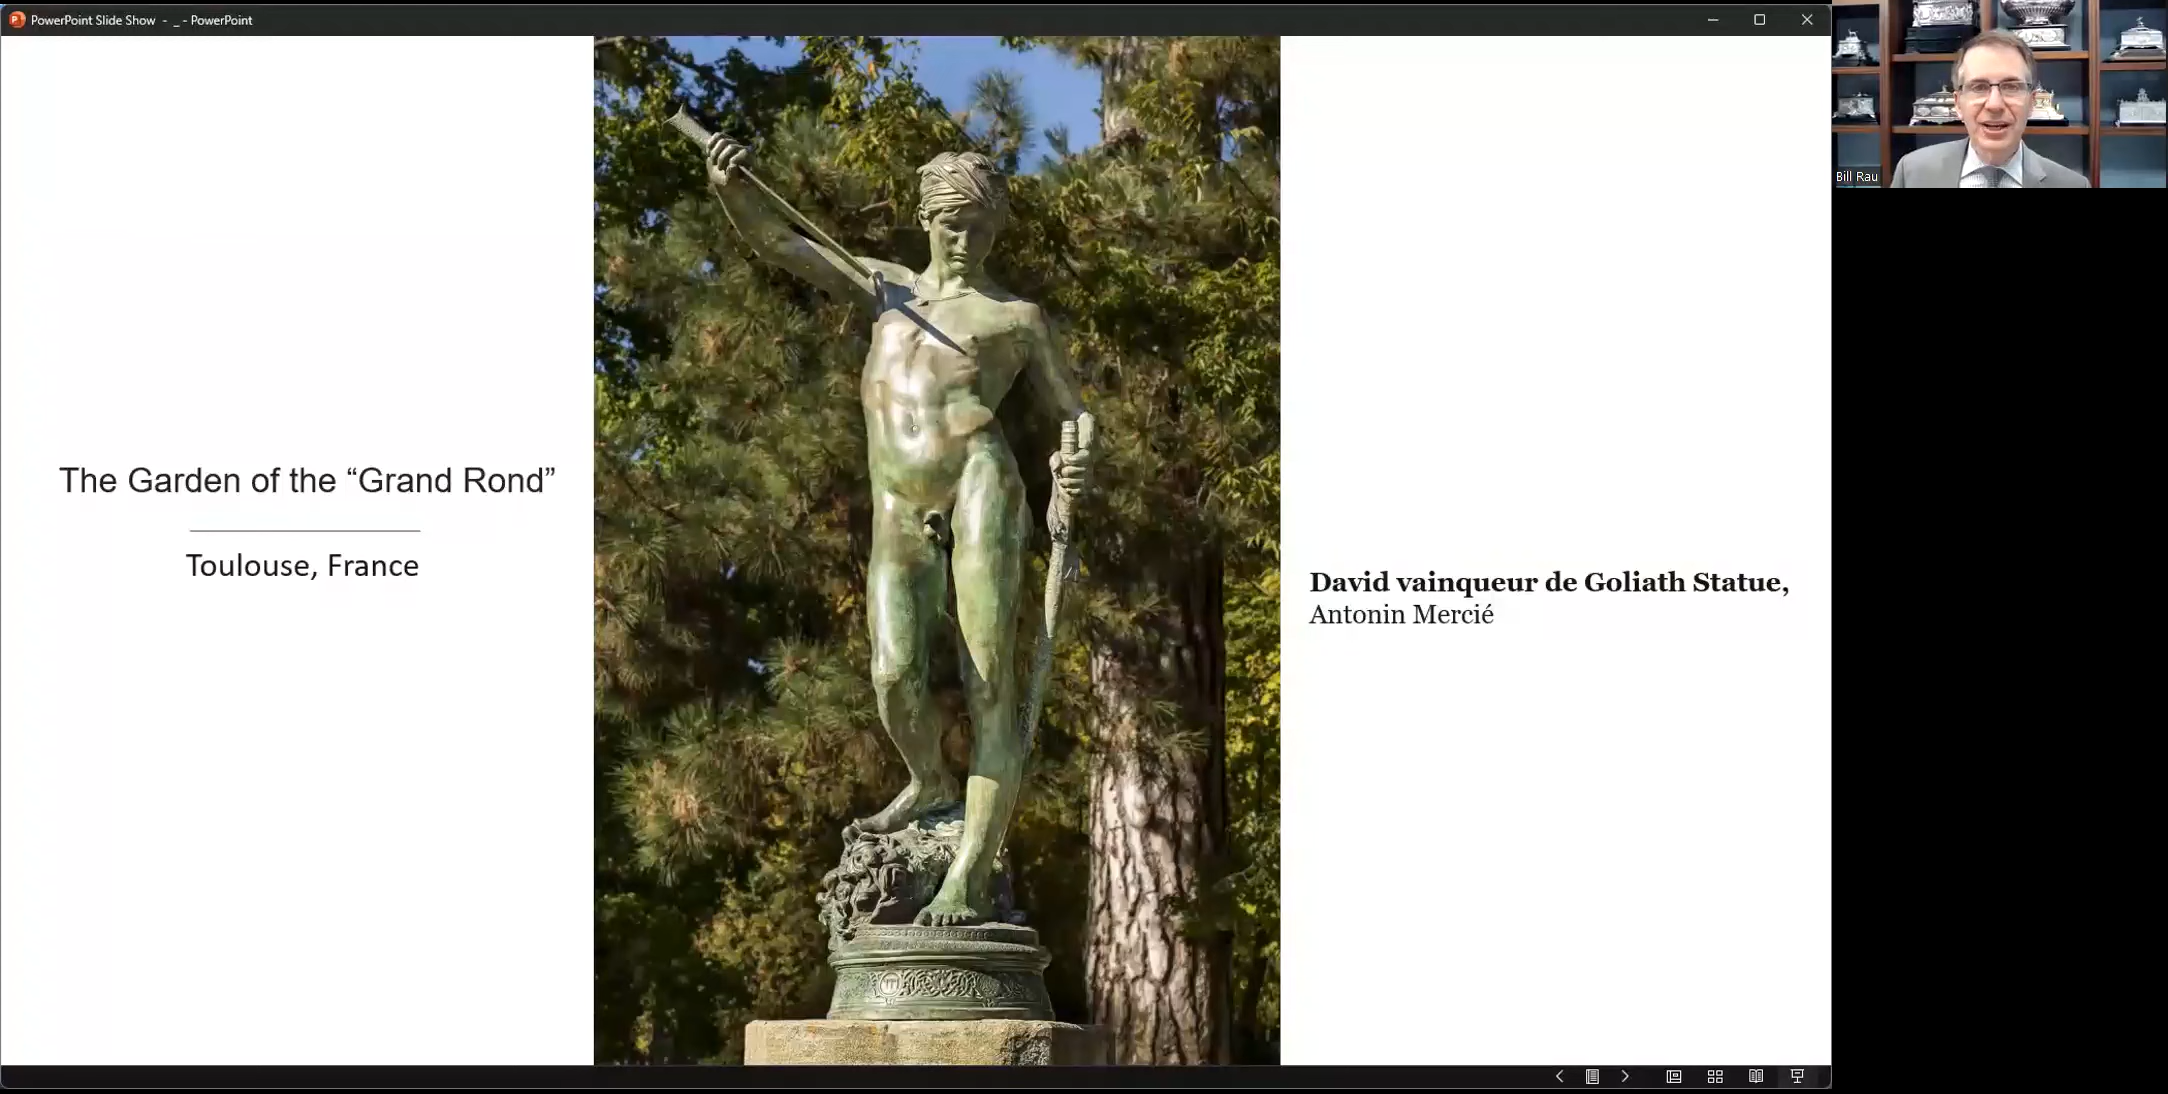 PowerPoint Slide Show - _ - PowerPoint
The Garden of the “Grand Rond”
Toulouse, France
David vainqueur de Goliath Statue,
Antonin Mercié
Bill Rau